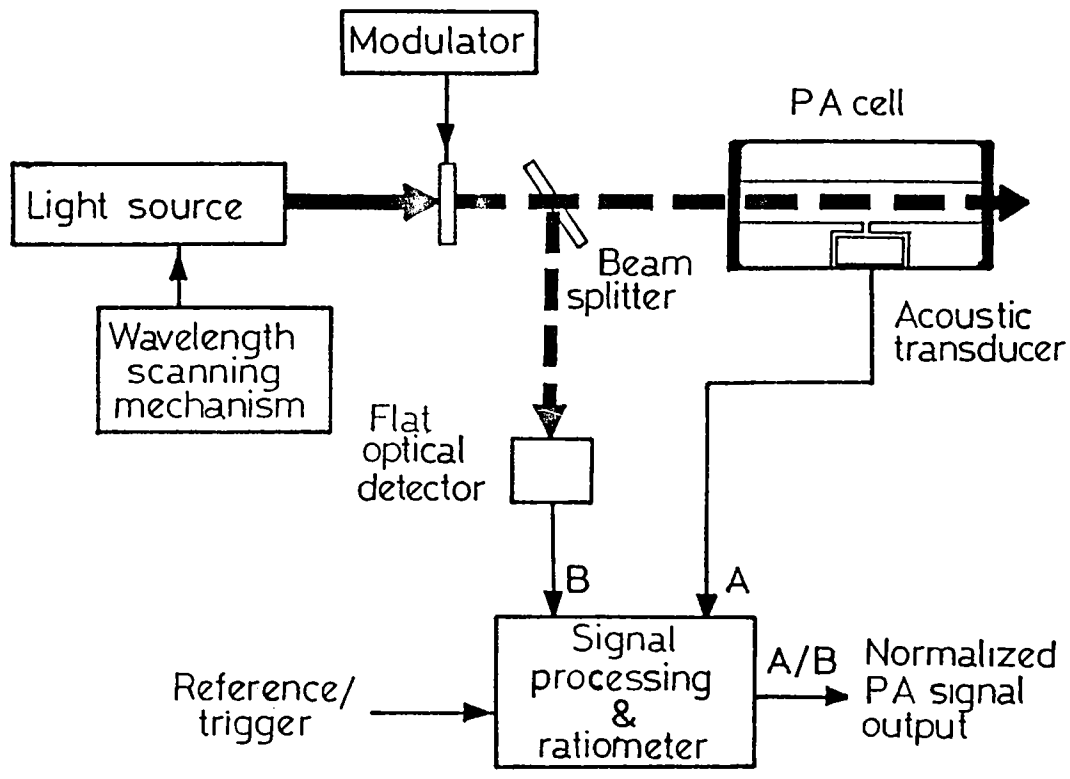 Modulator
PA cell
Light source
Beam
splitter
Wavelength
scanning
mechanism
Acoustic
transducer
Flat
optical
detector
B
A
Signal
processing
&
ratiometer
Reference/
trigger
A/B
Normalized
PA signal
output